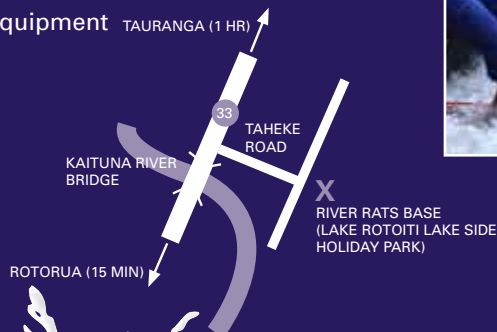 quipment
TAURANGA (1 HR)
33
TAHEKE
ROAD
KAITUNA RIVER
BRIDGE
X
RIVER RATS BASE
(LAKE ROTOITI LAKE SIDE
HOLIDAY PARK)
ROTORUA (15 MIN)